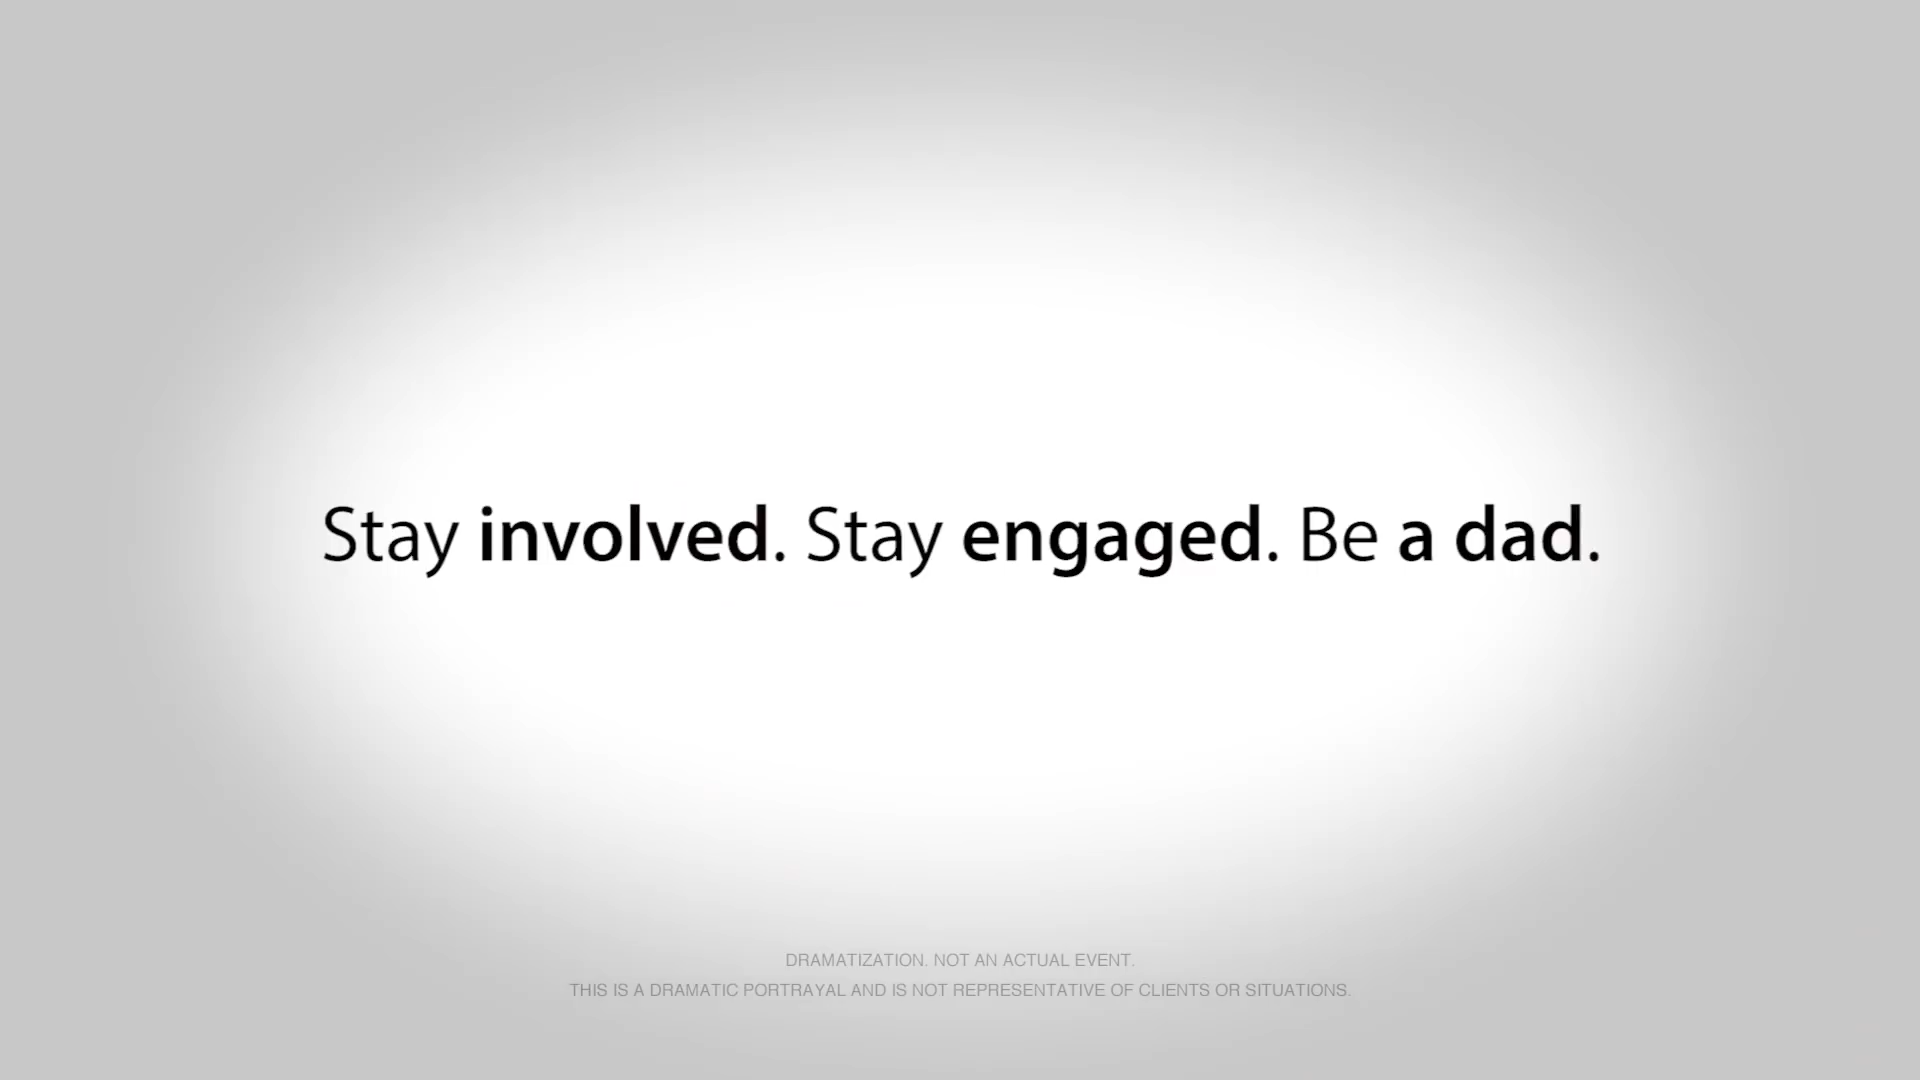 Stay involved. Stay engaged. Be a dad.
DRAMATIZATION. NOT AN ACTUAL EVENT.
THIS IS A DRAMATIC PORTRAYAL AND IS NOT REPRESENTATIVE OF CLIENTS OR SITUATIONS.